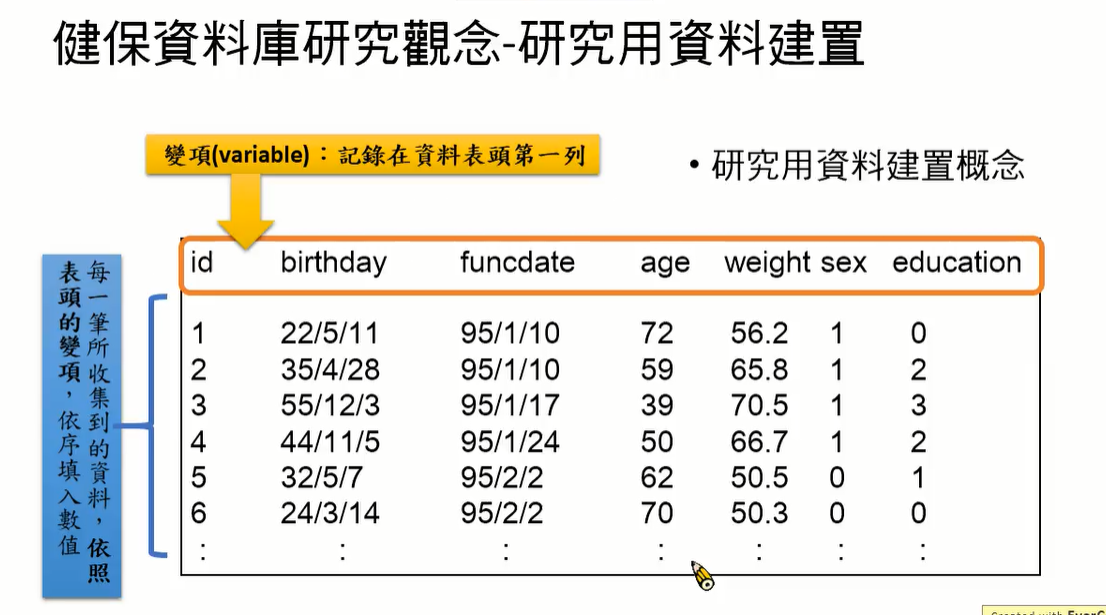 健保資料庫研究觀念-研究用資料建置
變項(variable)：記錄在資料表頭第一列
• 研究用資料建置概念
每一筆所收集到的資料，依照
表頭的變項，依序填入數值
id birthday funcdate age weight sex education
1 22/5/11 95/1/10 72 56.2 1 0
2 35/4/28 95/1/10 59 65.8 1 2
3 55/12/3 95/1/17 39 70.5 1 3
4 44/11/5 95/1/24 50 66.7 1 2
5 32/5/7 95/2/2 62 50.5 0 1
6 24/3/14 95/2/2 70 50.3 0 0
: : : : : : :
Created with